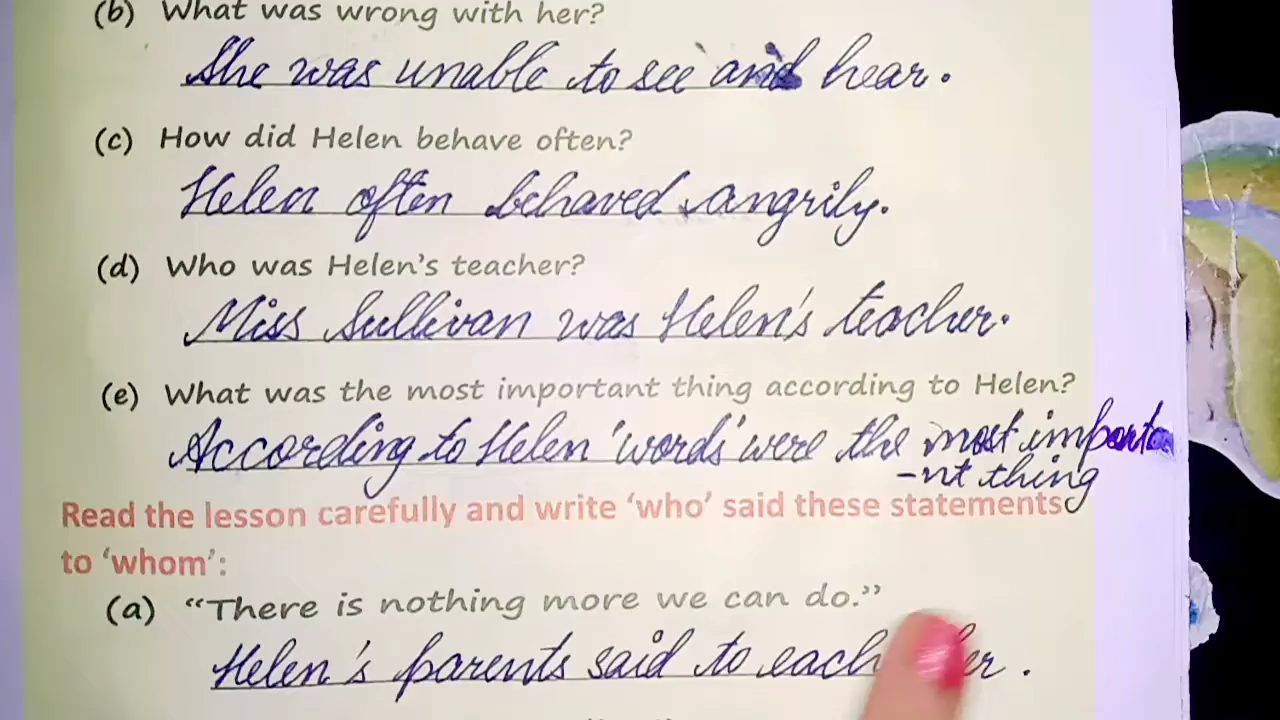 (b) What was wrong with her?
She was unable to see and hear.
(c) How did Helen behave often?
Helen often behaved angrily.
(d) Who was Helen's teacher?
Miss Sullivan was Helen's teacher.
(e) What was the most important thing according to Helen?
According to Helen 'words' were the most importa
-nt thing
Read the lesson carefully and write 'who' said these statements
to 'whom':
(a) "There is nothing more we can do."
Helen's parents said to each